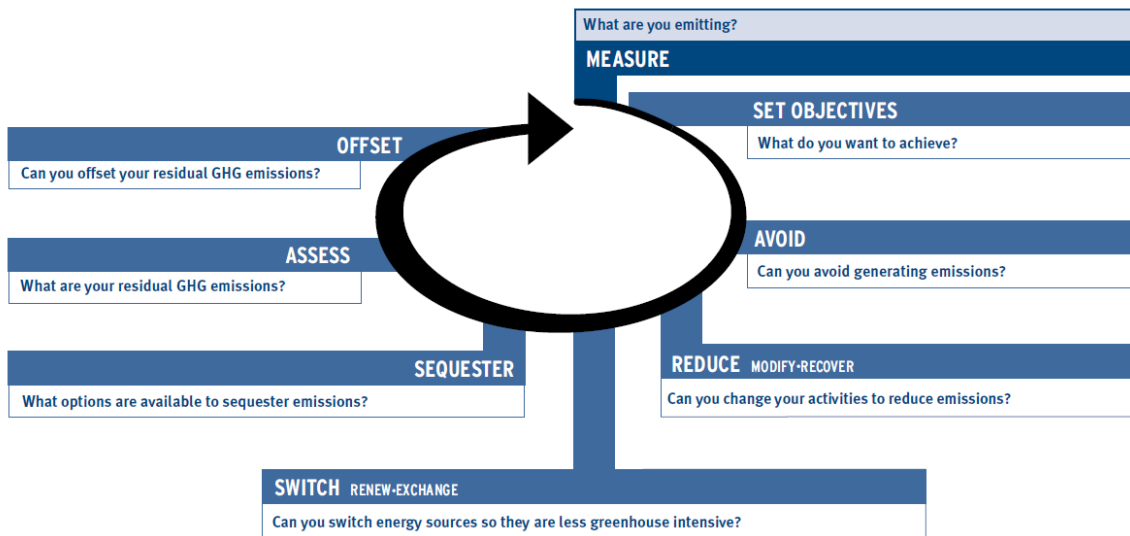 What are you emitting?
MEASURE
SET OBJECTIVES
What do you want to achieve?
AVOID
Can you avoid generating emissions?
REDUCE MODIFY•RECOVER
Can you change your activities to reduce emissions?
SWITCH RENEW•EXCHANGE
Can you switch energy sources so they are less greenhouse intensive?
SEQUESTER
What options are available to sequester emissions?
ASSESS
What are your residual GHG emissions?
OFFSET
Can you offset your residual GHG emissions?